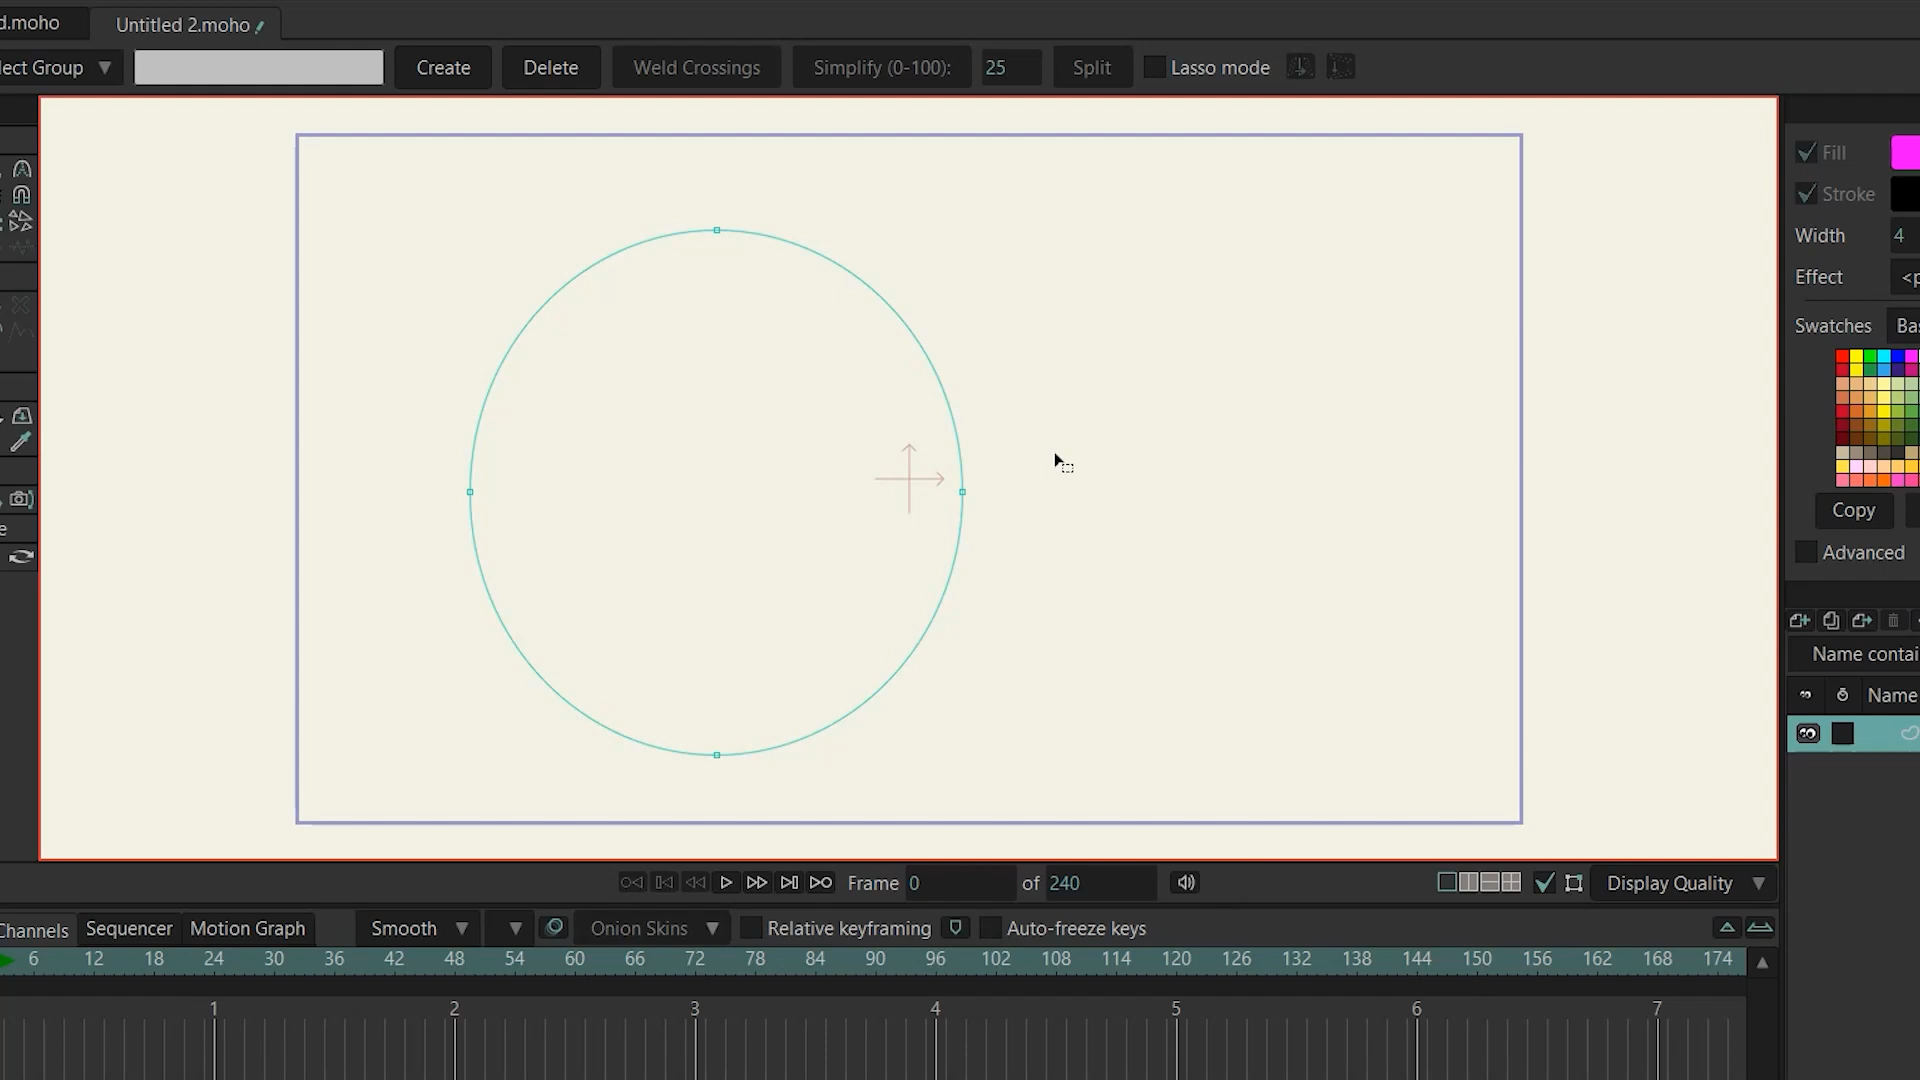 d.moho
Untitled 2.moho
lect Group
Create
Delete
Weld Crossings
Simplify (0-100):
25
Split
Lasso mode
Fill
Stroke
Width
4
Effect
<p
Swatches
Ba
Copy
Advanced
e
Name contai
Name
Frame
0
of
240
Display Quality
Channels
Sequencer
Motion Graph
Smooth
Onion Skins
Relative keyframing
Auto-freeze keys
6 12 18 24 30 36 42 48 54 60 66 72 78 84 90 96 102 108 114 120 126 132 138 144 150 156 162 168 174
1 2 3 4 5 6 7